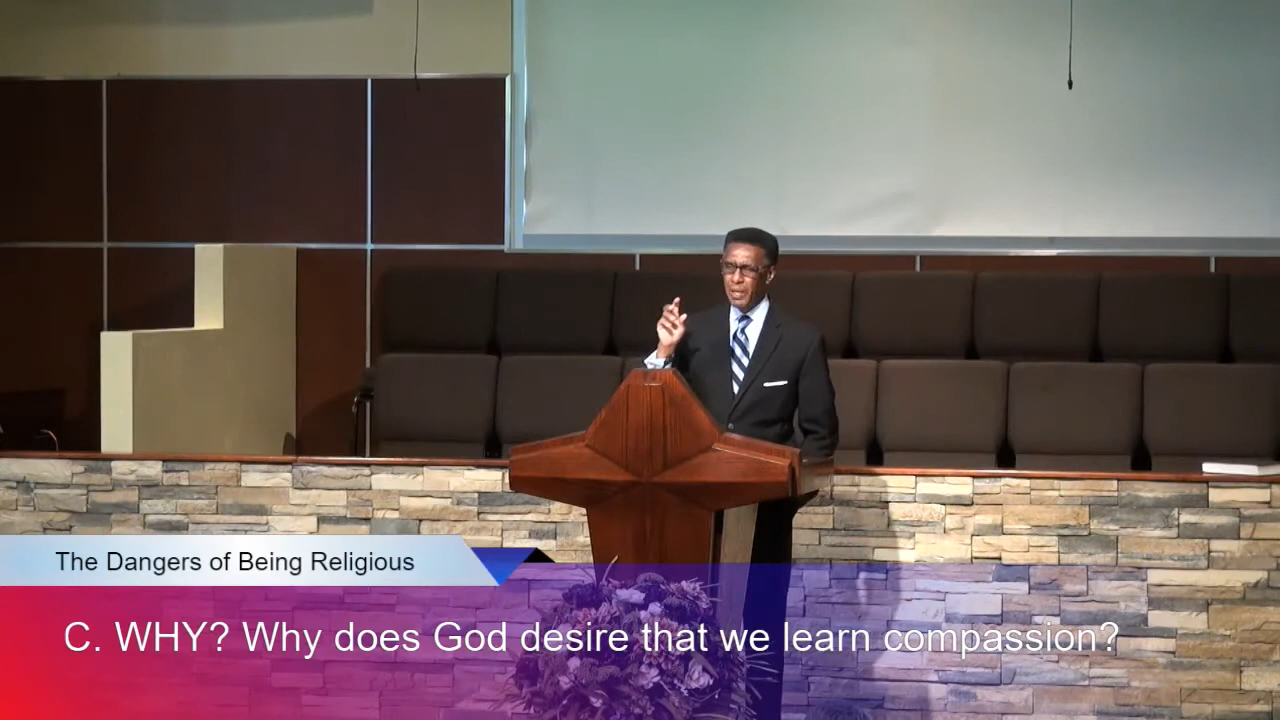 The Dangers of Being Religious
C. WHY? Why does God desire that we learn compassion?